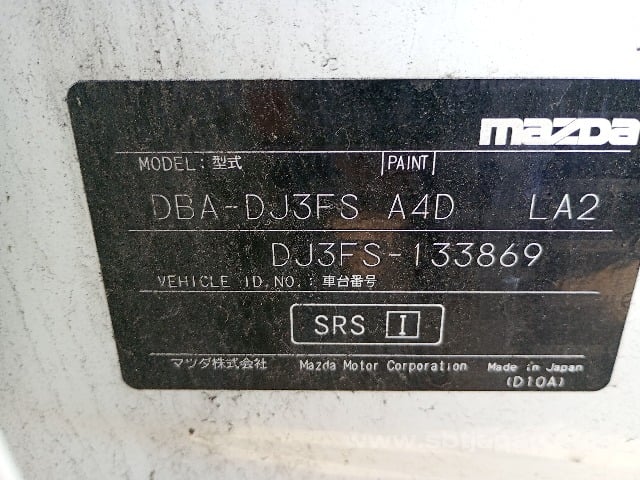 mazda
MODEL: 型式 PAINT
DBA-DJ3FS A4D LA2
DJ3FS-133869
VEHICLE ID.NO.: 車台番号
SRS I
マツダ株式会社 Mazda Motor Corporation Made in Japan
(D10A)